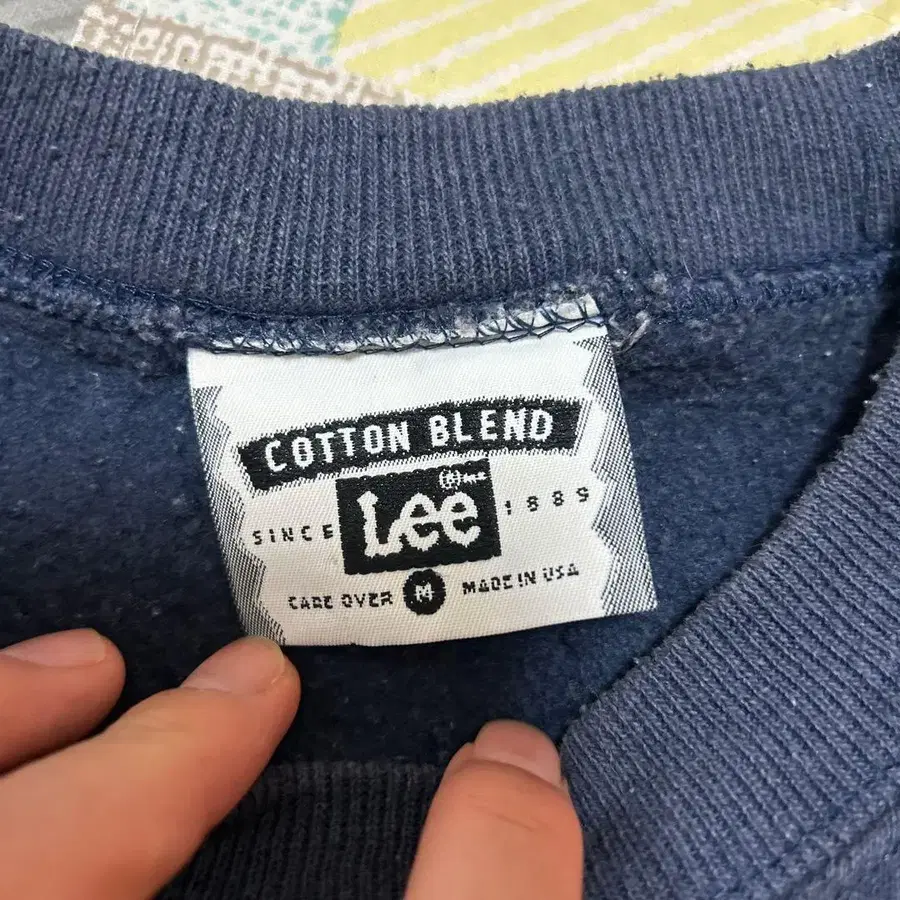 COTTON BLEND
SINCE Lee 1889
CARE OVER M MADE IN USA